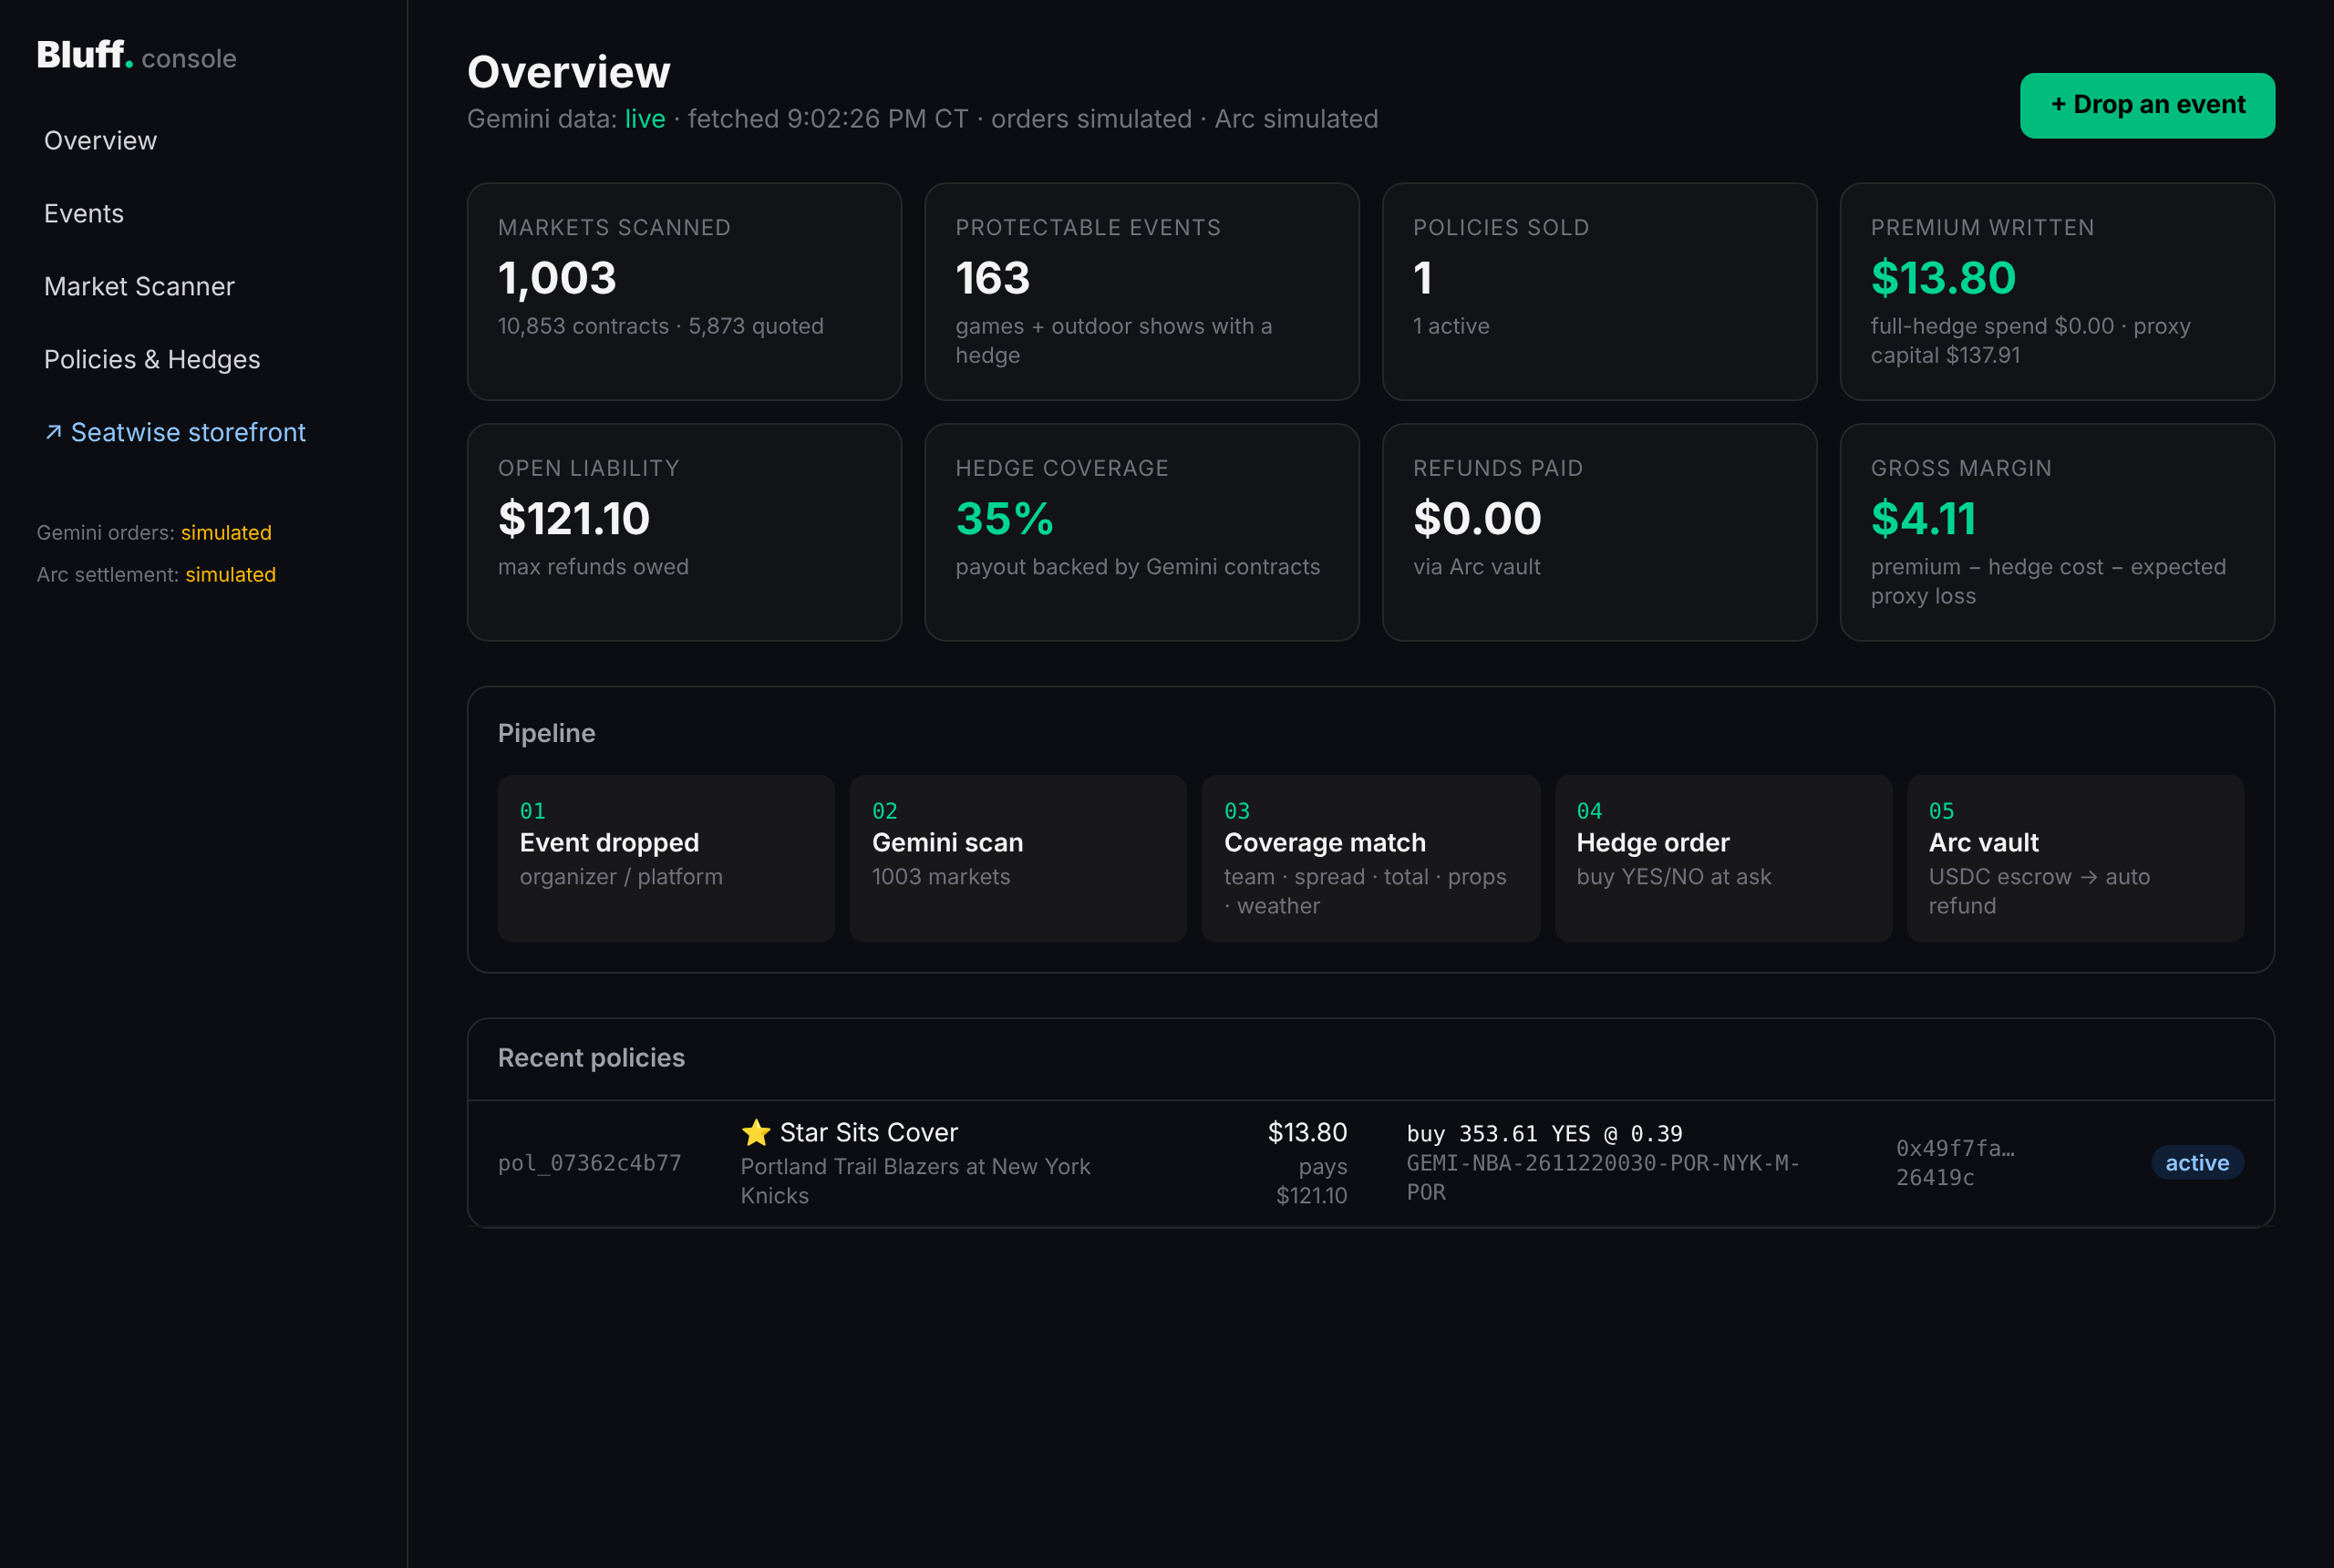 Bluff. console
Overview
Events
Market Scanner
Policies & Hedges
↗ Seatwise storefront
Gemini orders: simulated
Arc settlement: simulated
Overview
Gemini data: live · fetched 9:02:26 PM CT · orders simulated · Arc simulated
+ Drop an event
MARKETS SCANNED
1,003
10,853 contracts · 5,873 quoted
PROTECTABLE EVENTS
163
games + outdoor shows with a
hedge
POLICIES SOLD
1
1 active
PREMIUM WRITTEN
$13.80
full-hedge spend $0.00 · proxy
capital $137.91
OPEN LIABILITY
$121.10
max refunds owed
HEDGE COVERAGE
35%
payout backed by Gemini contracts
REFUNDS PAID
$0.00
via Arc vault
GROSS MARGIN
$4.11
premium − hedge cost − expected
proxy loss
Pipeline
01
Event dropped
organizer / platform
02
Gemini scan
1003 markets
03
Coverage match
team · spread · total · props
· weather
04
Hedge order
buy YES/NO at ask
05
Arc vault
USDC escrow → auto
refund
Recent policies
pol_07362c4b77
⭐ Star Sits Cover
Portland Trail Blazers at New York
Knicks
$13.80
pays
$121.10
buy 353.61 YES @ 0.39
GEMI-NBA-2611220030-POR-NYK-M-
POR
0x49f7fa…
26419c
active